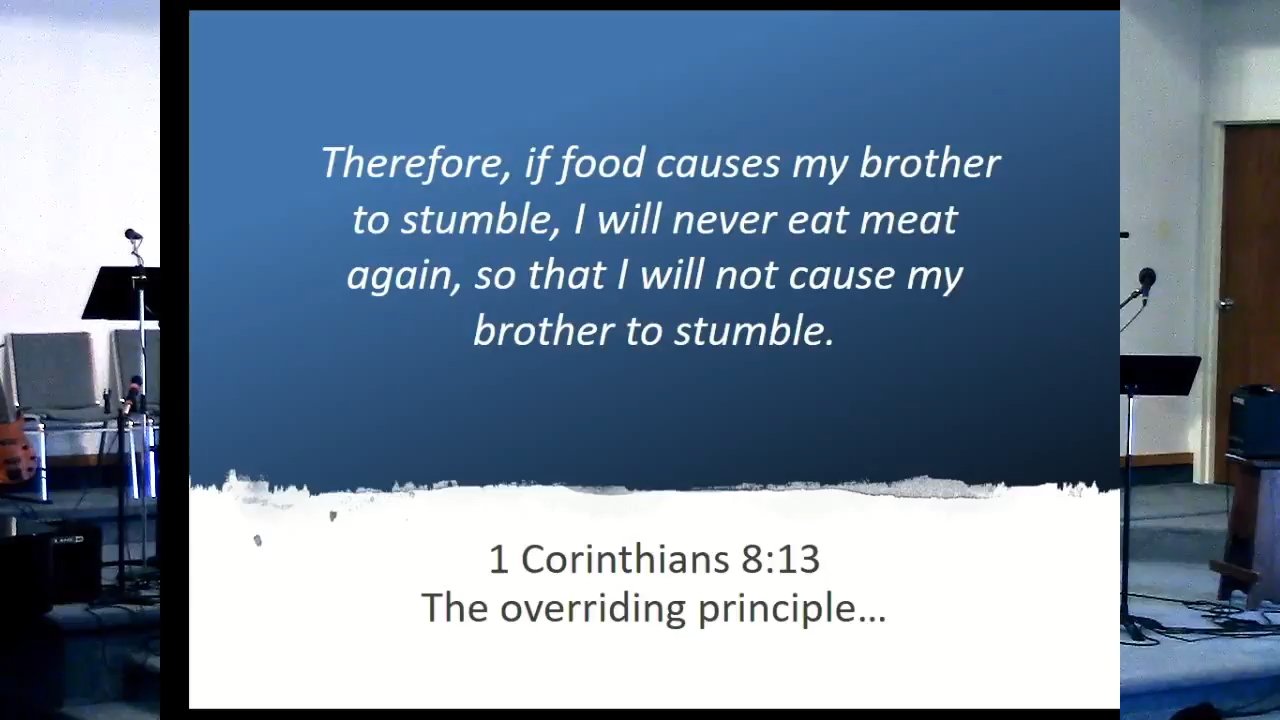 Therefore, if food causes my brother
to stumble, I will never eat meat
again, so that I will not cause my
brother to stumble.
1 Corinthians 8:13
The overriding principle...